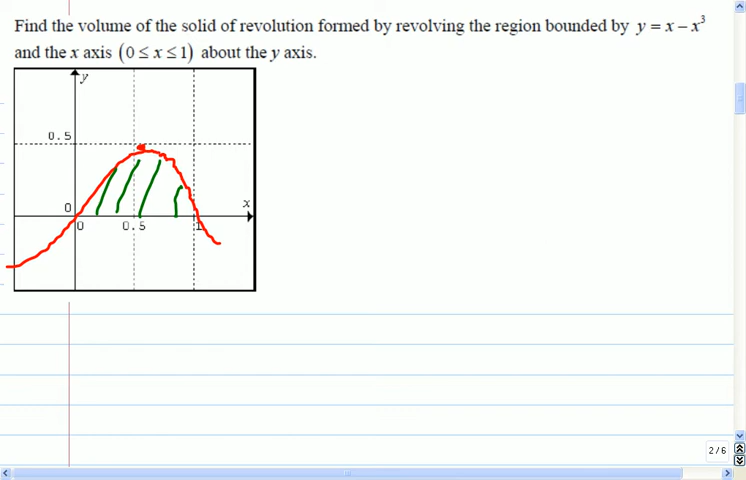 Find the volume of the solid of revolution formed by revolving the region bounded by y = x − x³
and the x axis (0 ≤ x ≤ 1) about the y axis.
y
0.5
x
0
0 0.5 1
2/6